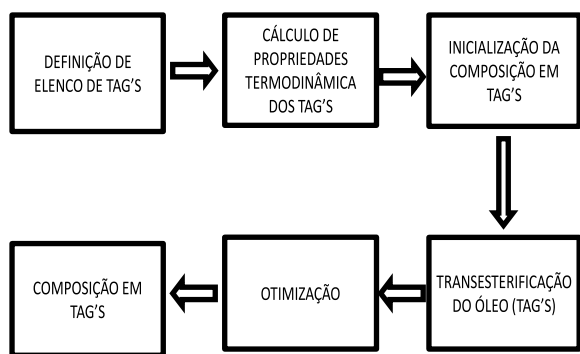 DEFINIÇÃO DE
ELENCO DE TAG'S
CÁLCULO DE
PROPRIEDADES
TERMODINÂMICA
DOS TAG'S
INICIALIZAÇÃO DA
COMPOSIÇÃO EM
TAG'S
TRANSESTERIFICAÇÃO
DO ÓLEO (TAG'S)
OTIMIZAÇÃO
COMPOSIÇÃO EM
TAG'S